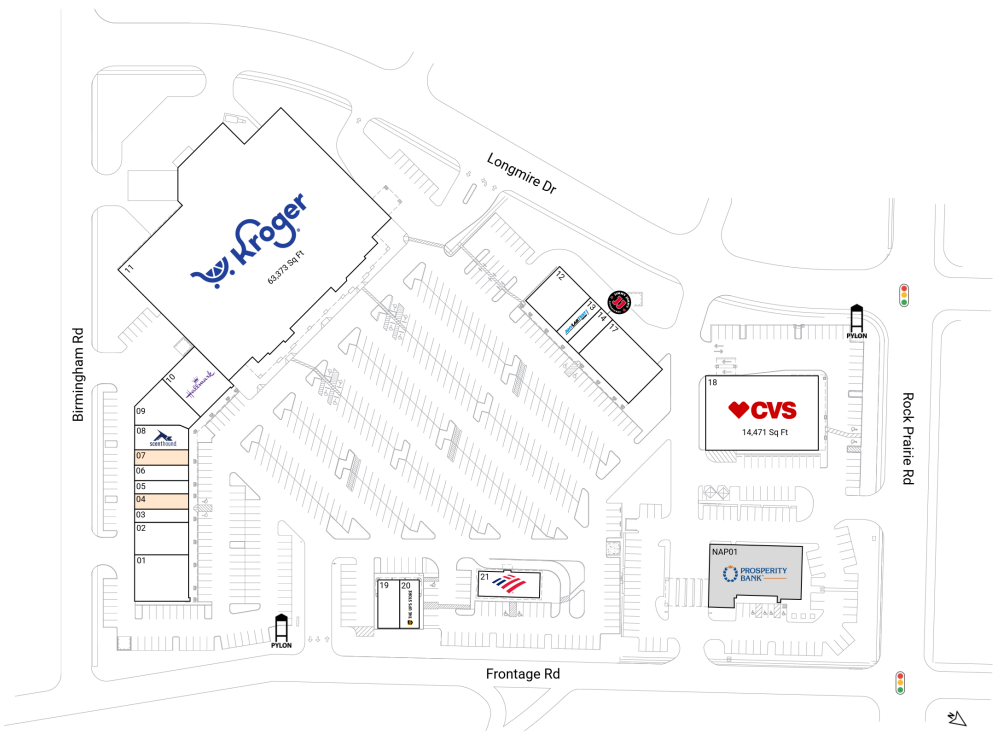 Longmire Dr
Kroger
63,373 Sq Ft
11
12
13
14
17
PYLON
Birmingham Rd
10
Hallmark
09
08
scenthound
07
06
05
04
03
02
01
18
CVS
14,471 Sq Ft
Rock Prairie Rd
NAP01
PROSPERITY
BANK
19
20
THE UPS STORE
21
PYLON
Frontage Rd